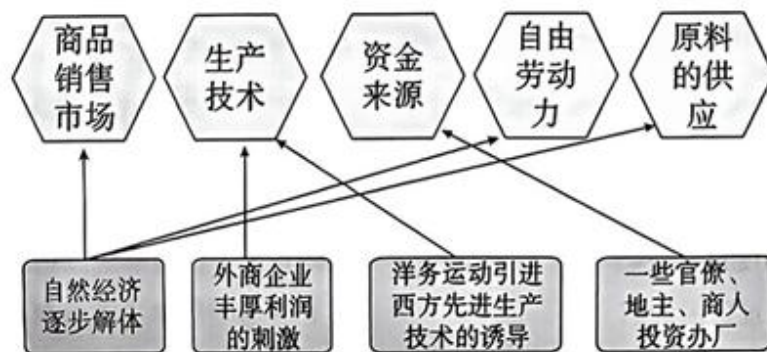 商品
销售
市场
生产
技术
资金
来源
自由
劳动
力
原料
的供
应
自然经济
逐步解体
外商企业
丰厚利润
的刺激
洋务运动引进
西方先进生产
技术的诱导
一些官僚、
地主、商人
投资办厂